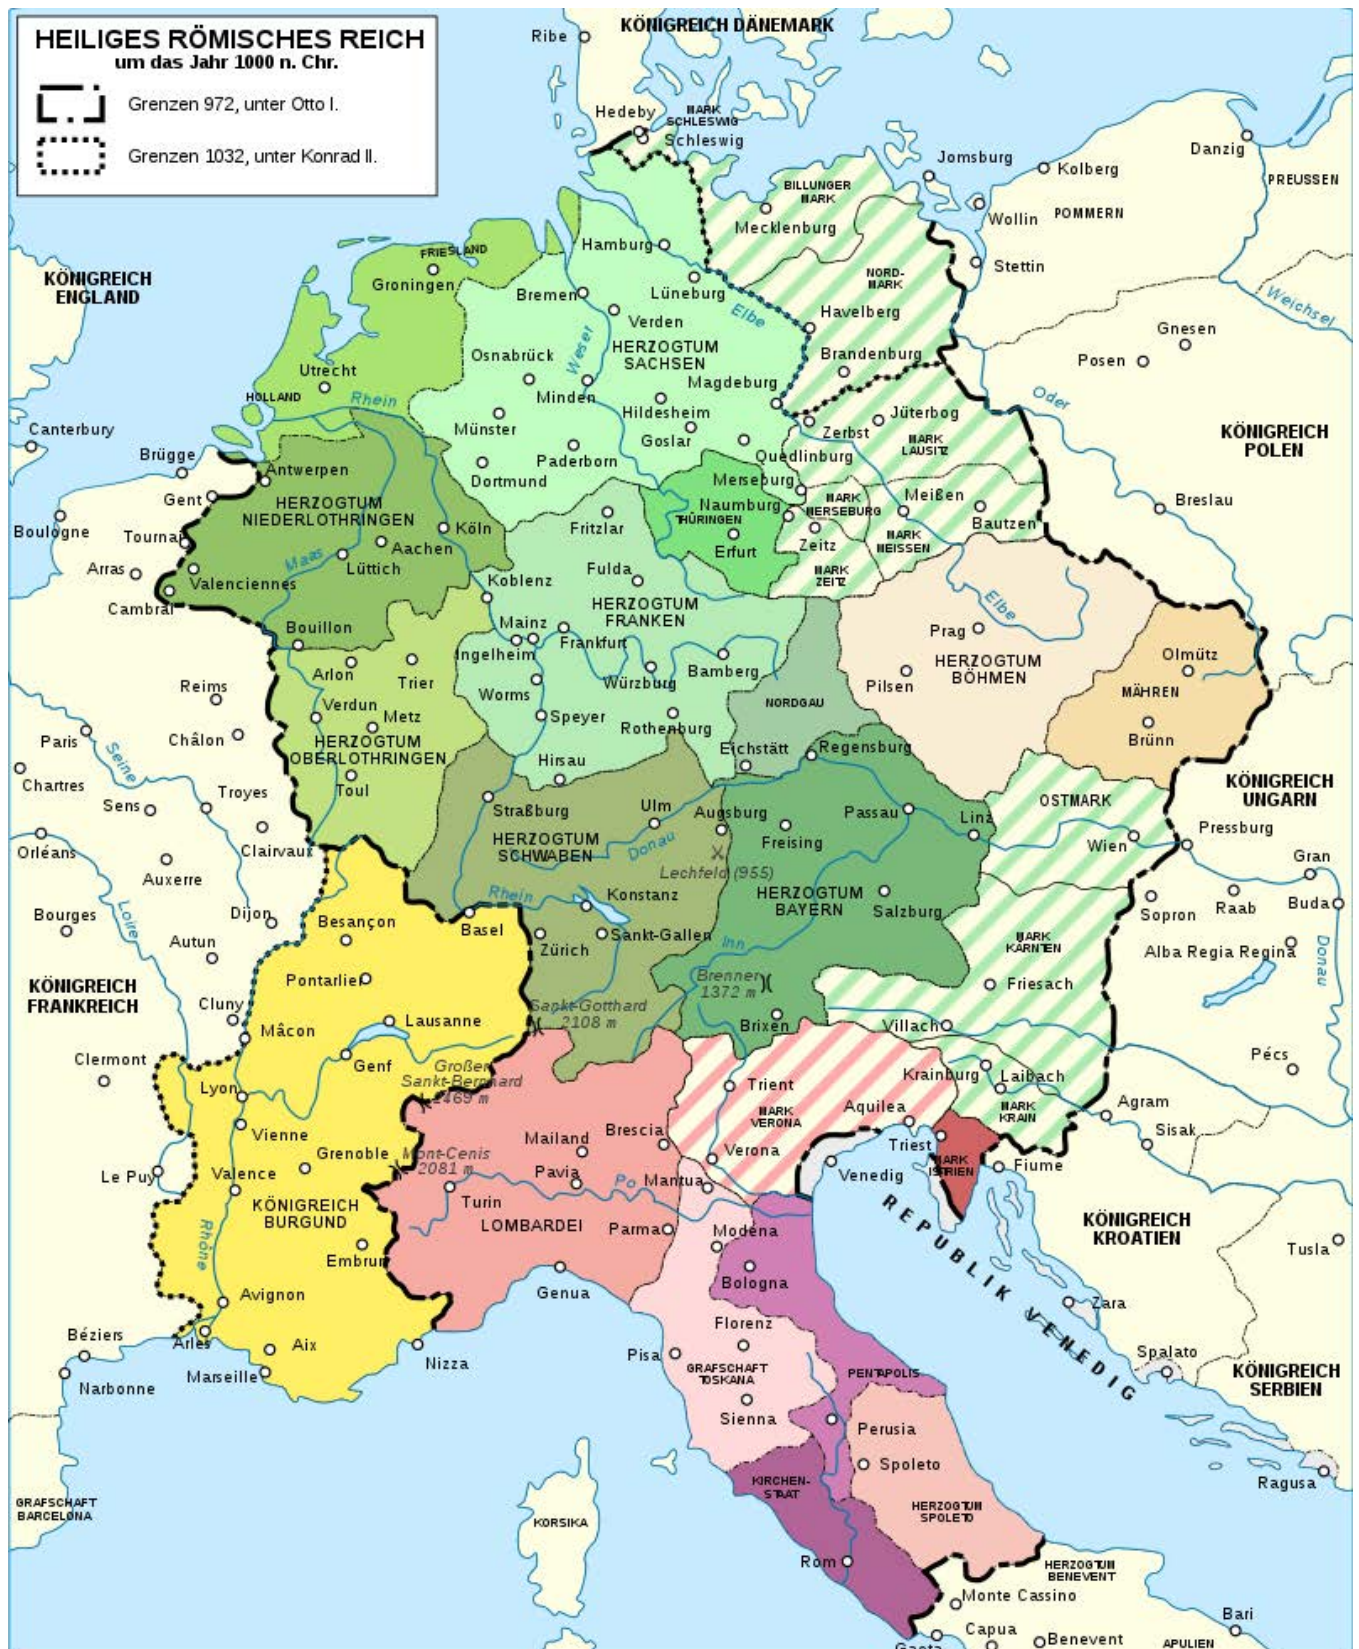 HEILIGES RÖMISCHES REICH
um das Jahr 1000 n. Chr.
Grenzen 972, unter Otto I.
Grenzen 1032, unter Konrad II.
KÖNIGREICH DÄNEMARK
Ribe
Hedeby
MARK
SCHLESWIG
Schleswig
Danzig
Jomsburg
Kolberg
PREUSSEN
BILLUNGER
MARK
Mecklenburg
Wollin
POMMERN
Hamburg
FRIESLAND
Groningen
Stettin
KÖNIGREICH
ENGLAND
NORD-
MARK
Bremen
Lüneburg
Weichsel
Elbe
Havelberg
Verden
Weser
Gnesen
HERZOGTUM
SACHSEN
Osnabrück
Brandenburg
Posen
Utrecht
Magdeburg
HOLLAND
Rhein
Minden
Oder
Hildesheim
Jüterbog
Münster
Zerbst
Canterbury
Goslar
KÖNIGREICH
POLEN
MARK
LAUSITZ
Brügge
Paderborn
Quedlinburg
Antwerpen
Dortmund
Merseburg
Gent
HERZOGTUM
NIEDERLOTHRINGEN
Meißen
Breslau
Naumburg
MARK
MERSEBURG
THÜRINGEN
Fritzlar
Bautzen
Boulogne
Tournai
Köln
Aachen
Erfurt
Zeitz
MARK
MEISSEN
Maas
Lüttich
Arras
Valenciennes
Fulda
MARK
ZEITZ
Koblenz
Cambrai
HERZOGTUM
FRANKEN
Elbe
Bouillon
Mainz
Prag
Frankfurt
Ingelheim
Olmütz
HERZOGTUM
BÖHMEN
Arlon
Trier
Bamberg
Würzburg
Pilsen
Reims
Worms
MÄHREN
Verdun
NORDGAU
Metz
Speyer
Rothenburg
Paris
Châlon
HERZOGTUM
OBERLOTHRINGEN
Brünn
Seine
Eichstätt
Regensburg
Hirsau
Chartres
Toul
KÖNIGREICH
UNGARN
Troyes
Sens
Straßburg
Ulm
Augsburg
Passau
OSTMARK
Linz
Pressburg
HERZOGTUM
SCHWABEN
Donau
Freising
Wien
Orléans
Clairvaux
Gran
Lechfeld (955)
Auxerre
Rhein
Konstanz
HERZOGTUM
BAYERN
Buda
Loire
Bourges
Dijon
Besançon
Basel
Salzburg
Sopron
Raab
Zürich
Sankt-Gallen
Autun
Inn
MARK
KÄRNTEN
Alba Regia Regina
Donau
Pontarlier
Brenner
1372 m
Friesach
KÖNIGREICH
FRANKREICH
Cluny
Sankt-Gotthard
2108 m
Lausanne
Mâcon
Brixen
Villach
Clermont
Genf
Großer
Sankt-Bernhard
2469 m
Pécs
Krainburg
Laibach
Lyon
Trient
MARK
KRAIN
Agram
MARK
VERONA
Aquilea
Vienne
Brescia
Triest
Sisak
Mailand
Grenoble
Mont-Cenis
2081 m
Verona
MARK
ISTRIEN
Fiume
Le Puy
Valence
Pavia
Po
Mantua
Venedig
Turin
KÖNIGREICH
BURGUND
LOMBARDEI
Parma
KÖNIGREICH
KROATIEN
Rhône
Modena
REPUBLIK VENEDIG
Tusla
Embrun
Bologna
Genua
Avignon
Zara
Florenz
Béziers
Arles
Aix
Nizza
Pisa
Spalato
Marseille
GRAFSCHAFT
TOSKANA
PENTAPOLIS
KÖNIGREICH
SERBIEN
Narbonne
Sienna
Perusia
Spoleto
KIRCHEN-
STAAT
Ragusa
GRAFSCHAFT
BARCELONA
HERZOGTUM
SPOLETO
KORSIKA
Rom
HERZOGTUM
BENEVENT
Monte Cassino
Bari
Capua
Gaeta
Benevent
APULIEN